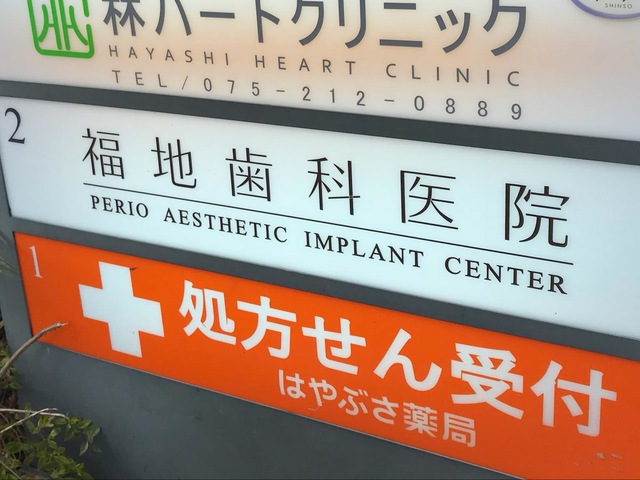 林ハートクリニック
HAYASHI HEART CLINIC
TEL/075-212-0889
SHINSO
2
福地歯科医院
PERIO AESTHETIC IMPLANT CENTER
1
処方せん受付
はやぶさ薬局